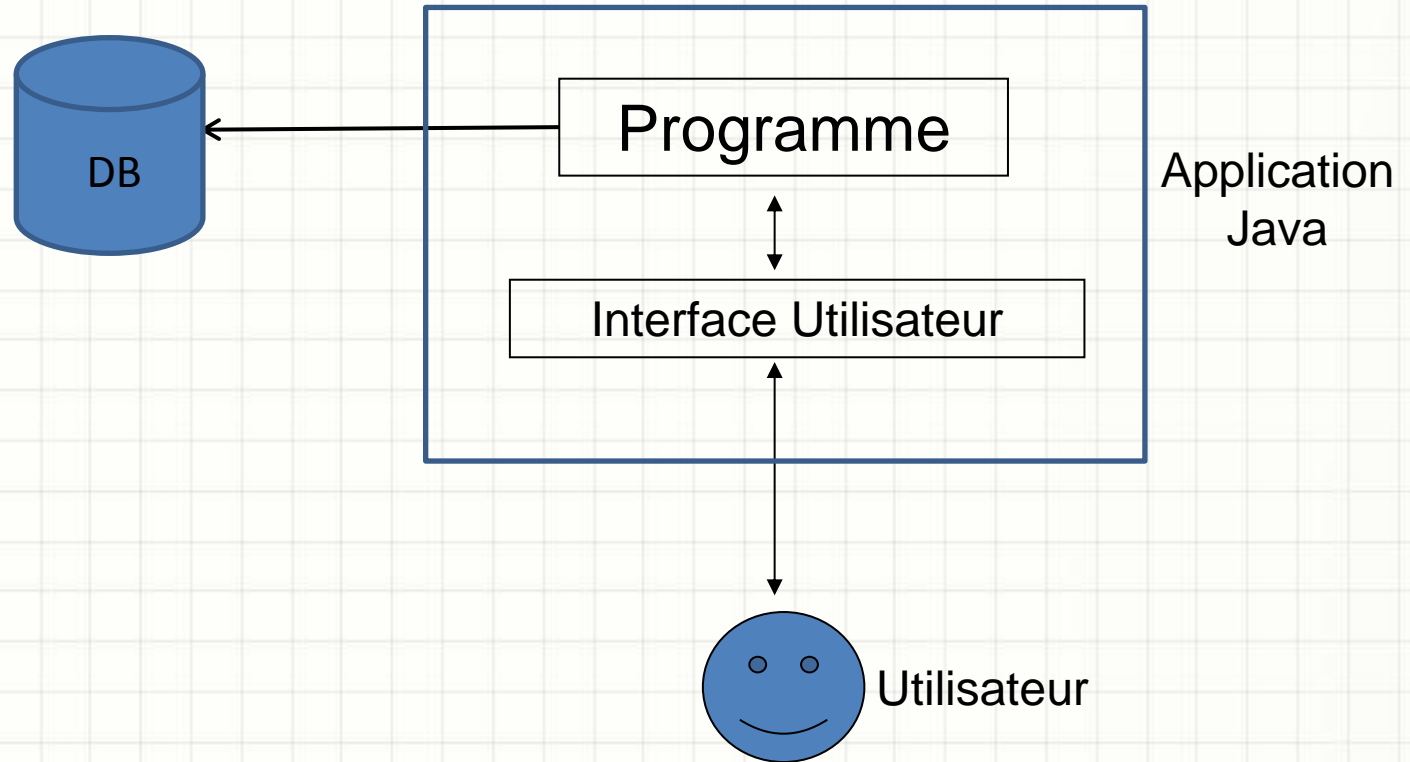 Programme
DB
Application
Java
Interface Utilisateur
Utilisateur